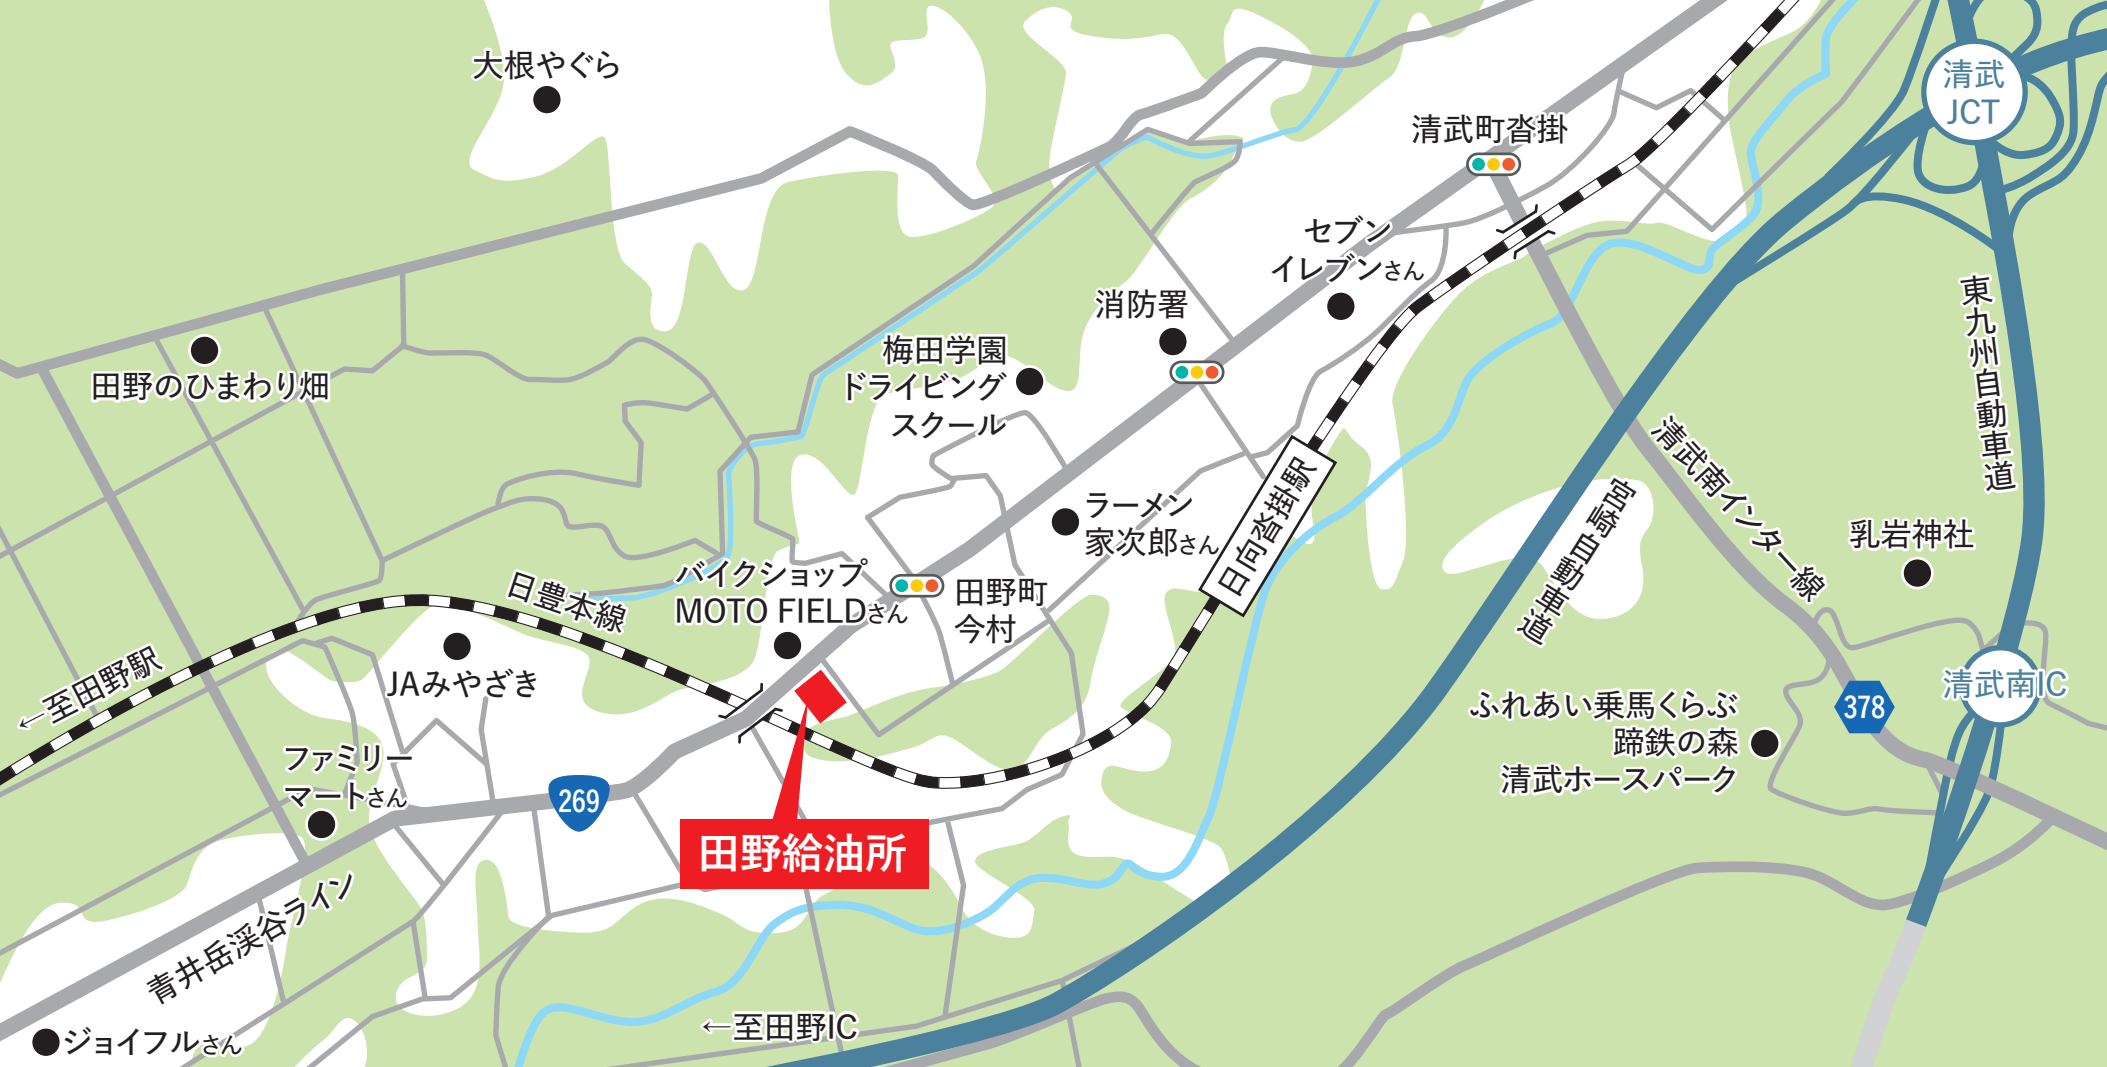 大根やぐら
清武
JCT
清武町沓掛
セブン
イレブンさん
消防署
東九州自動車道
田野のひまわり畑
梅田学園
ドライビング
スクール
清武南インター線
日向沓掛駅
宮崎自動車道
ラーメン
家次郎さん
乳岩神社
バイクショップ
MOTO FIELDさん
田野町
今村
日豊本線
←至田野駅
JAみやざき
清武南IC
378
ふれあい乗馬くらぶ
蹄鉄の森
清武ホースパーク
ファミリー
マートさん
269
田野給油所
青井岳渓谷ライン
←至田野IC
ジョイフルさん